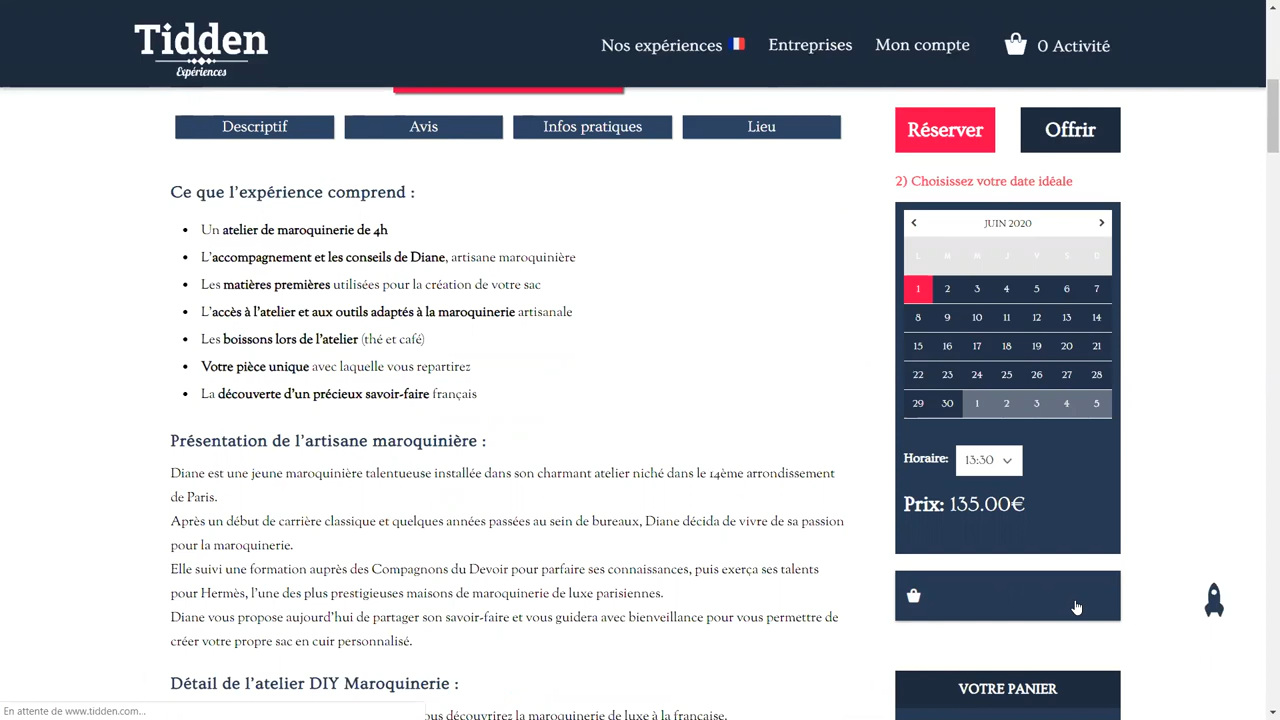 Tidden
Expériences
Nos expériences
Entreprises
Mon compte
0 Activité
Descriptif
Avis
Infos pratiques
Lieu
Réserver
Offrir
Ce que l'expérience comprend :
• Un atelier de maroquinerie de 4h
• L'accompagnement et les conseils de Diane, artisane maroquinière
• Les matières premières utilisées pour la création de votre sac
• L'accès à l'atelier et aux outils adaptés à la maroquinerie artisanale
• Les boissons lors de l'atelier (thé et café)
• Votre pièce unique avec laquelle vous repartirez
• La découverte d'un précieux savoir-faire français
Présentation de l'artisane maroquinière :
Diane est une jeune maroquinière talentueuse installée dans son charmant atelier niché dans le 14ème arrondissement
de Paris.
Après un début de carrière classique et quelques années passées au sein de bureaux, Diane décida de vivre de sa passion
pour la maroquinerie.
Elle suivi une formation auprès des Compagnons du Devoir pour parfaire ses connaissances, puis exerça ses talents
pour Hermès, l'une des plus prestigieuses maisons de maroquinerie de luxe parisiennes.
Diane vous propose aujourd'hui de partager son savoir-faire et vous guidera avec bienveillance pour vous permettre de
créer votre propre sac en cuir personnalisé.
Détail de l'atelier DIY Maroquinerie :
ous découvrirez la maroquinerie de luxe à la française.
2) Choisissez votre date idéale
JUIN 2020
L M M J V S D
1 2 3 4 5 6 7
8 9 10 11 12 13 14
15 16 17 18 19 20 21
22 23 24 25 26 27 28
29 30 1 2 3 4 5
Horaire: 13:30
Prix: 135.00€
VOTRE PANIER
En attente de www.tidden.com...